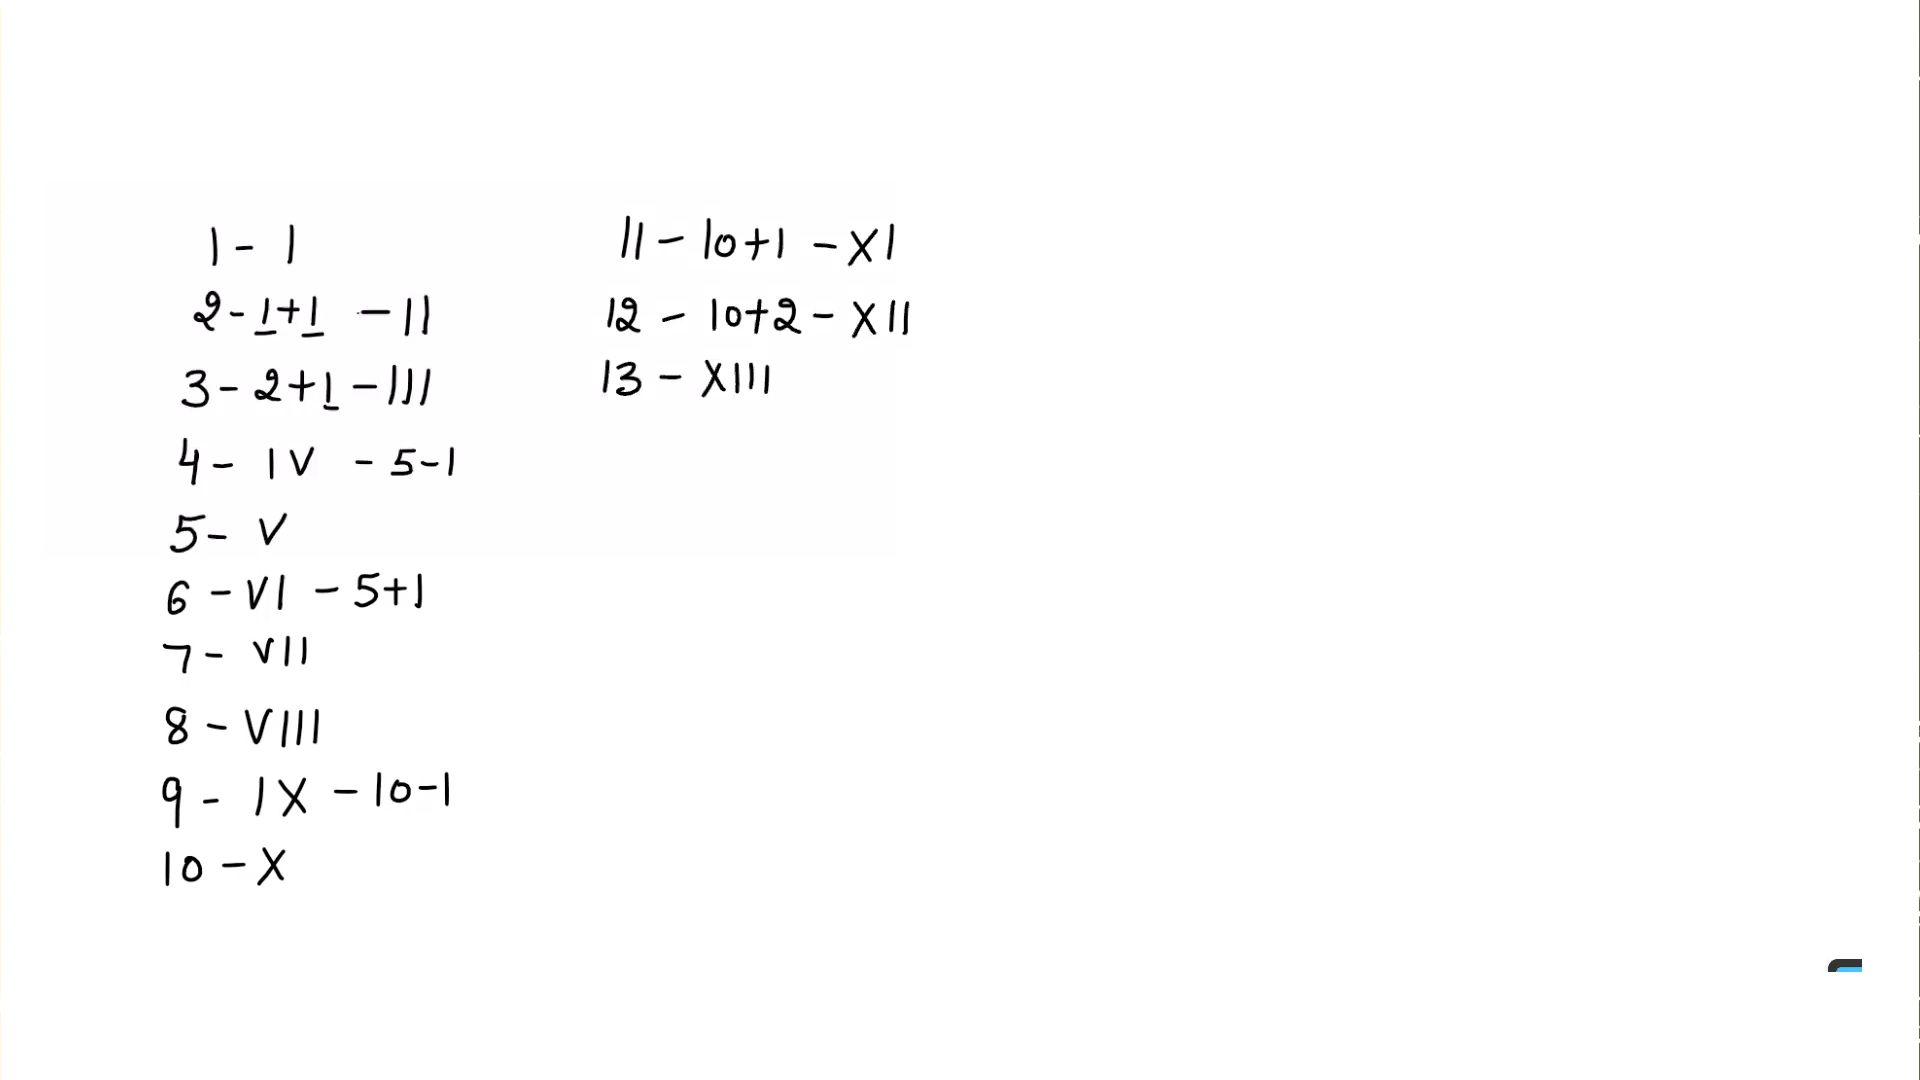 1 - I
2 - 1+1 - II
3 - 2+1 - III
4 - IV - 5-1
5 - V
6 - VI - 5+1
7 - VII
8 - VIII
9 - IX - 10-1
10 - X
11 - 10+1 - XI
12 - 10+2 - XII
13 - XIII